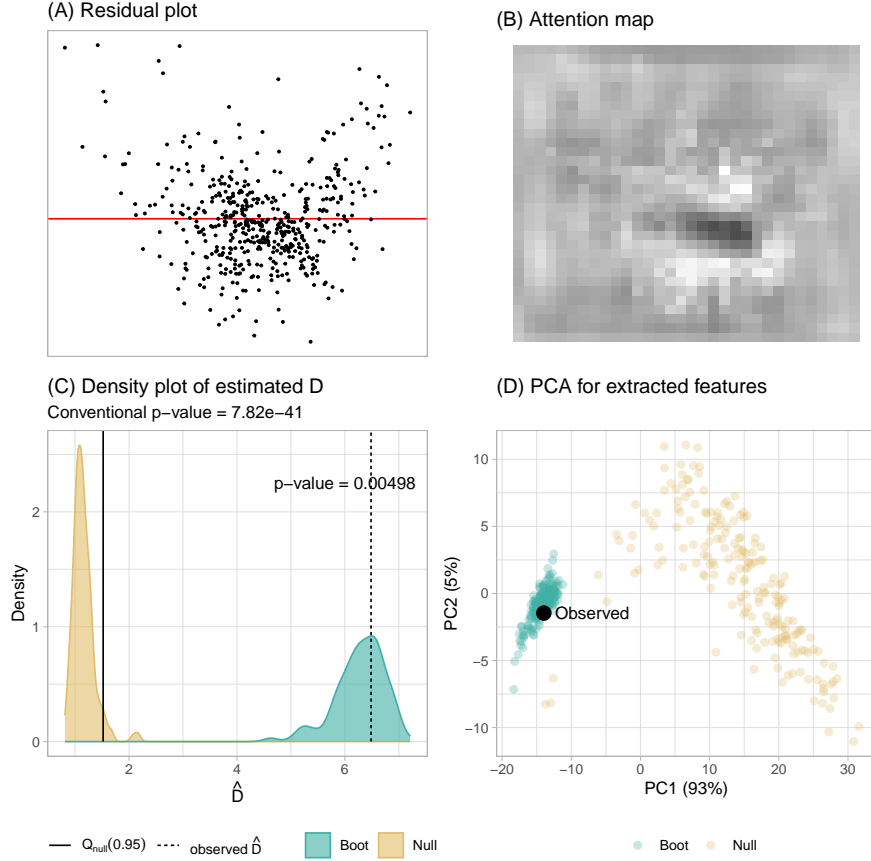 (A) Residual plot
(B) Attention map
(C) Density plot of estimated D
Conventional p−value = 7.82e−41
p−value = 0.00498
Density
0
1
2
2
4
6
D̂
Q_null(0.95)
observed D̂
Boot
Null
(D) PCA for extracted features
PC2 (5%)
10
5
0
−5
−10
Observed
−20
−10
0
10
20
30
PC1 (93%)
Boot
Null